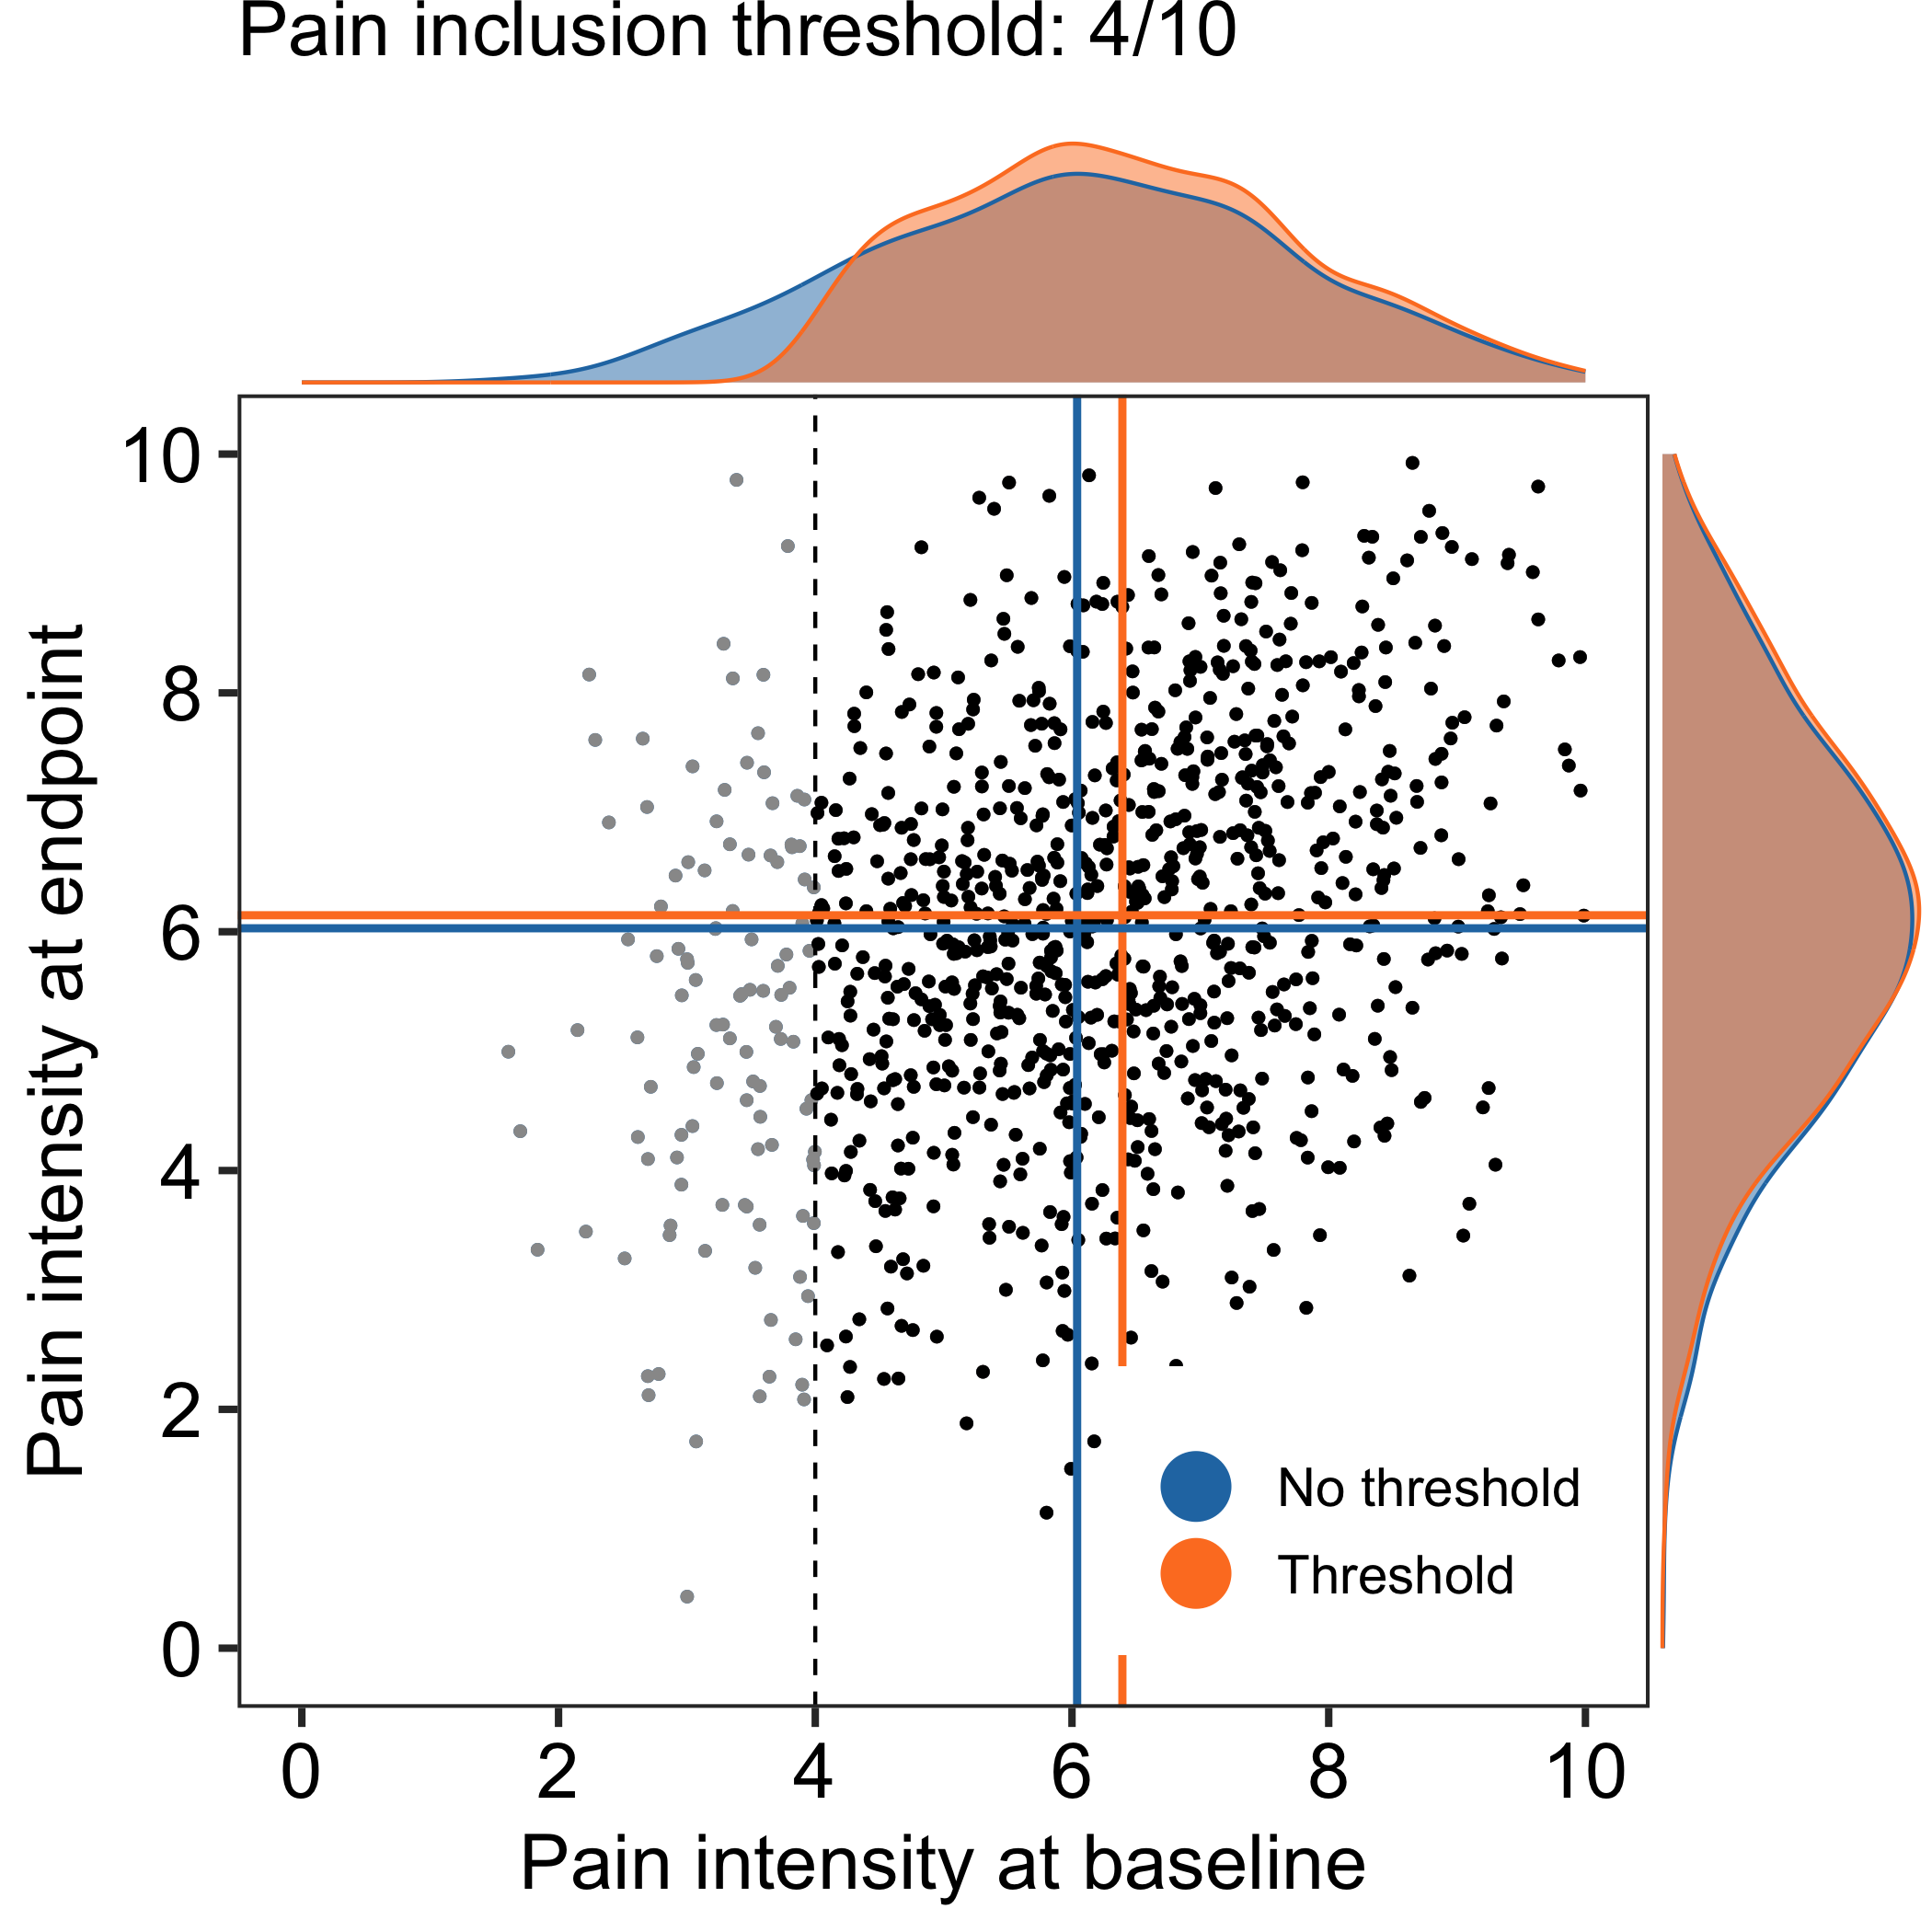 Pain inclusion threshold: 4/10
Pain intensity at endpoint
10
8
6
4
2
0
No threshold
Threshold
0 2 4 6 8 10
Pain intensity at baseline